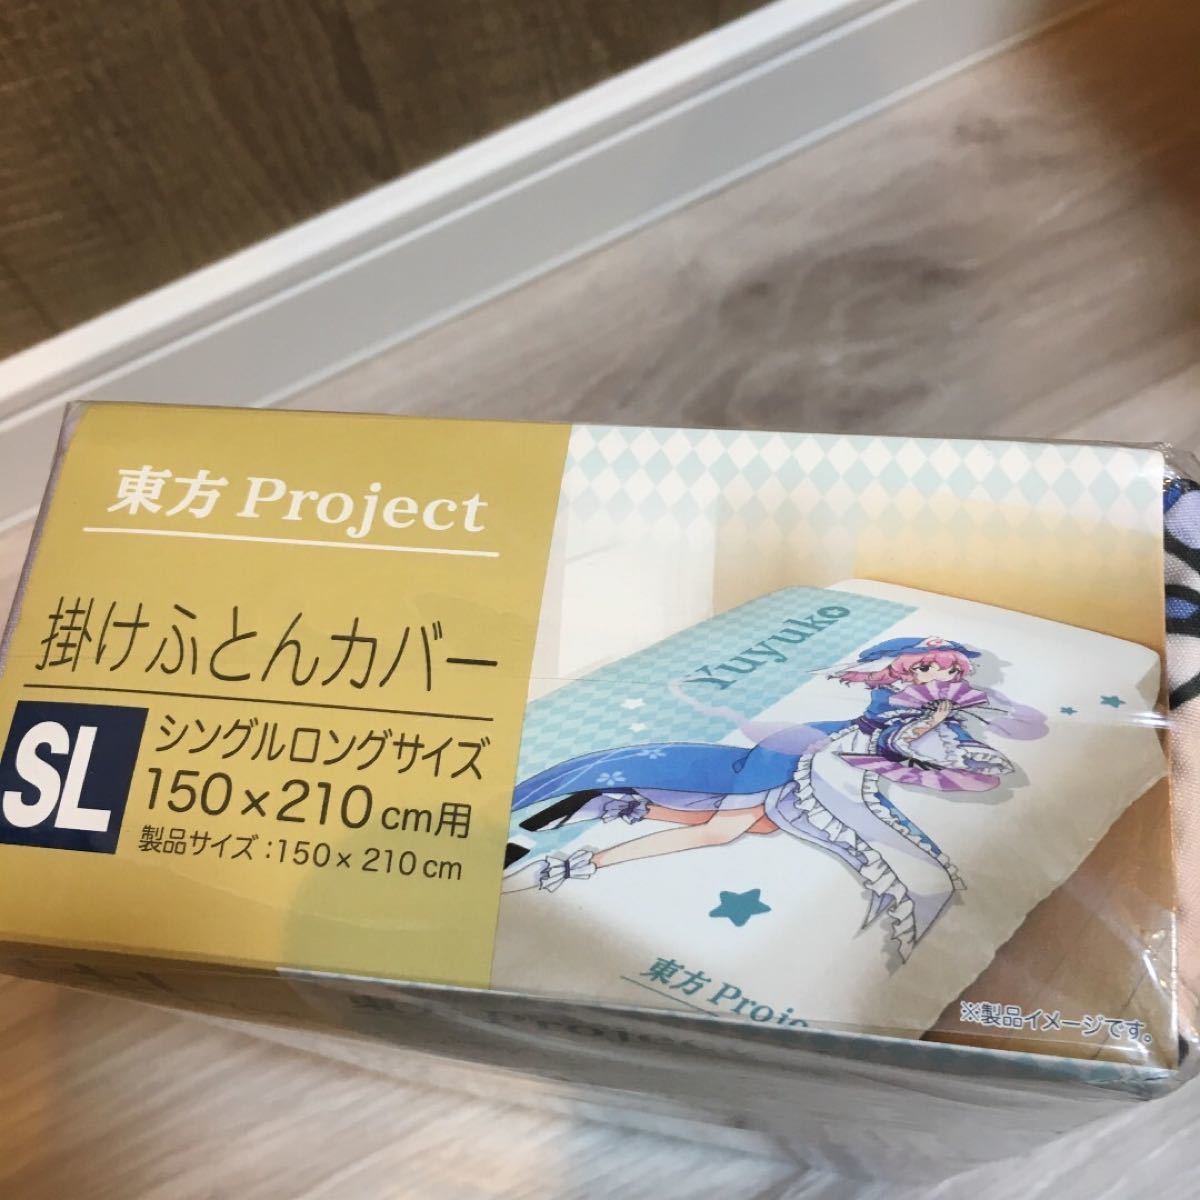 東方 Project
掛けふとんカバー
SL
シングルロングサイズ
150×210cm用
製品サイズ:150×210cm
Yuyuko
東方 Projec
※製品イメージです。